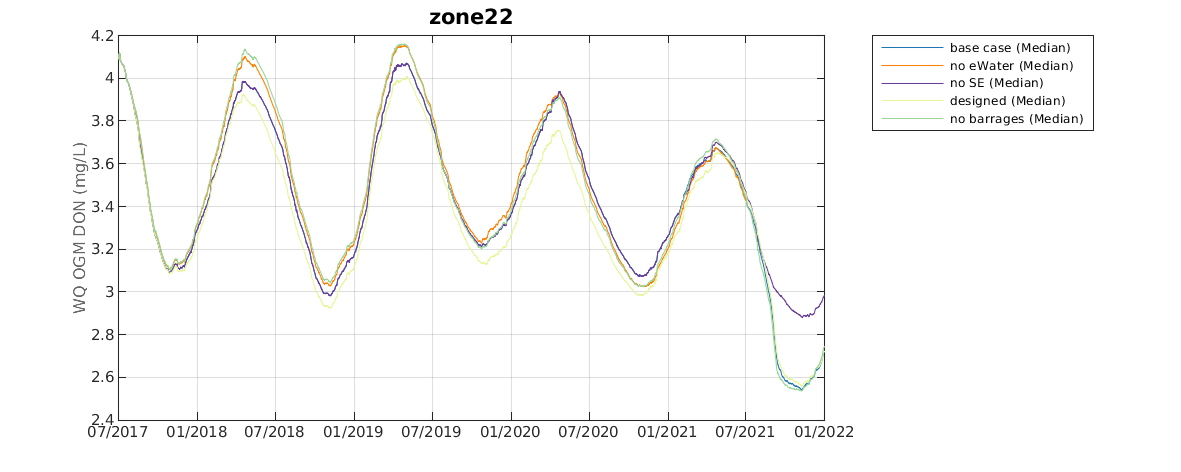 zone22
WQ OGM DON (mg/L)
4.2
4
3.8
3.6
3.4
3.2
3
2.8
2.6
2.4
07/2017 01/2018 07/2018 01/2019 07/2019 01/2020 07/2020 01/2021 07/2021 01/2022
base case (Median)
no eWater (Median)
no SE (Median)
designed (Median)
no barrages (Median)